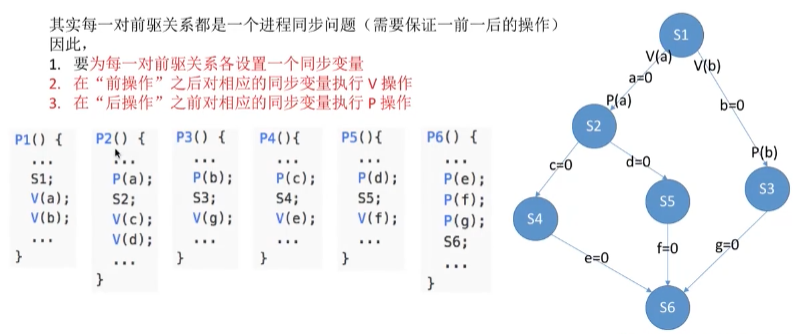 其实每一对前驱关系都是一个进程同步问题（需要保证一前一后的操作）
因此，
1. 要为每一对前驱关系各设置一个同步变量
2. 在“前操作”之后对相应的同步变量执行 V 操作
3. 在“后操作”之前对相应的同步变量执行 P 操作
P1() {
...
S1;
V(a);
V(b);
...
}
P2() {
...
P(a);
S2;
V(c);
V(d);
...
}
P3() {
...
P(b);
S3;
V(g);
...
}
P4(){
...
P(c);
S4;
V(e);
...
}
P5(){
...
P(d);
S5;
V(f);
...
}
P6() {
...
P(e);
P(f);
P(g);
S6;
...
}
S1
V(a)
V(b)
a=0
b=0
P(a)
S2
P(b)
c=0
d=0
S3
S4
S5
e=0
f=0
g=0
S6